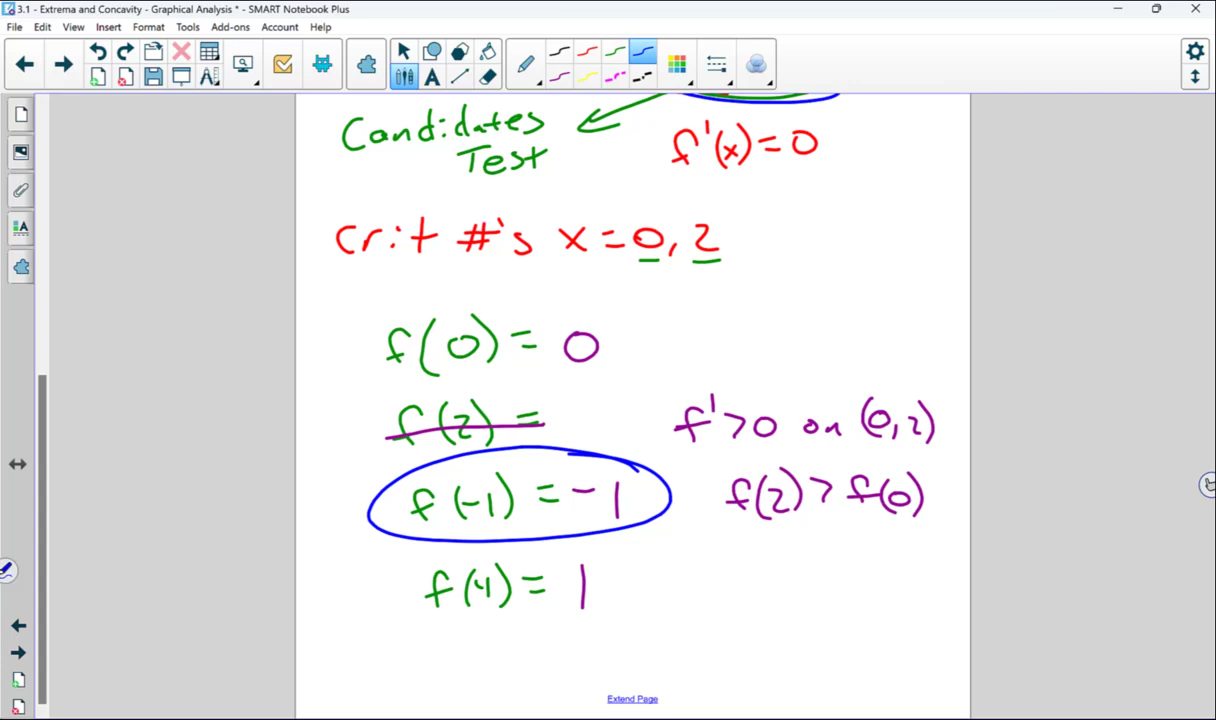 3.1 - Extrema and Concavity - Graphical Analysis * - SMART Notebook Plus
File Edit View Insert Format Tools Add-ons Account Help
Candidates
Test
f'(x) = 0
crit #'s x = 0, 2
f(0) = 0
f(2) =
f' > 0 on (0,2)
f(-1) = -1
f(2) > f(0)
f(4) = 1
Extend Page